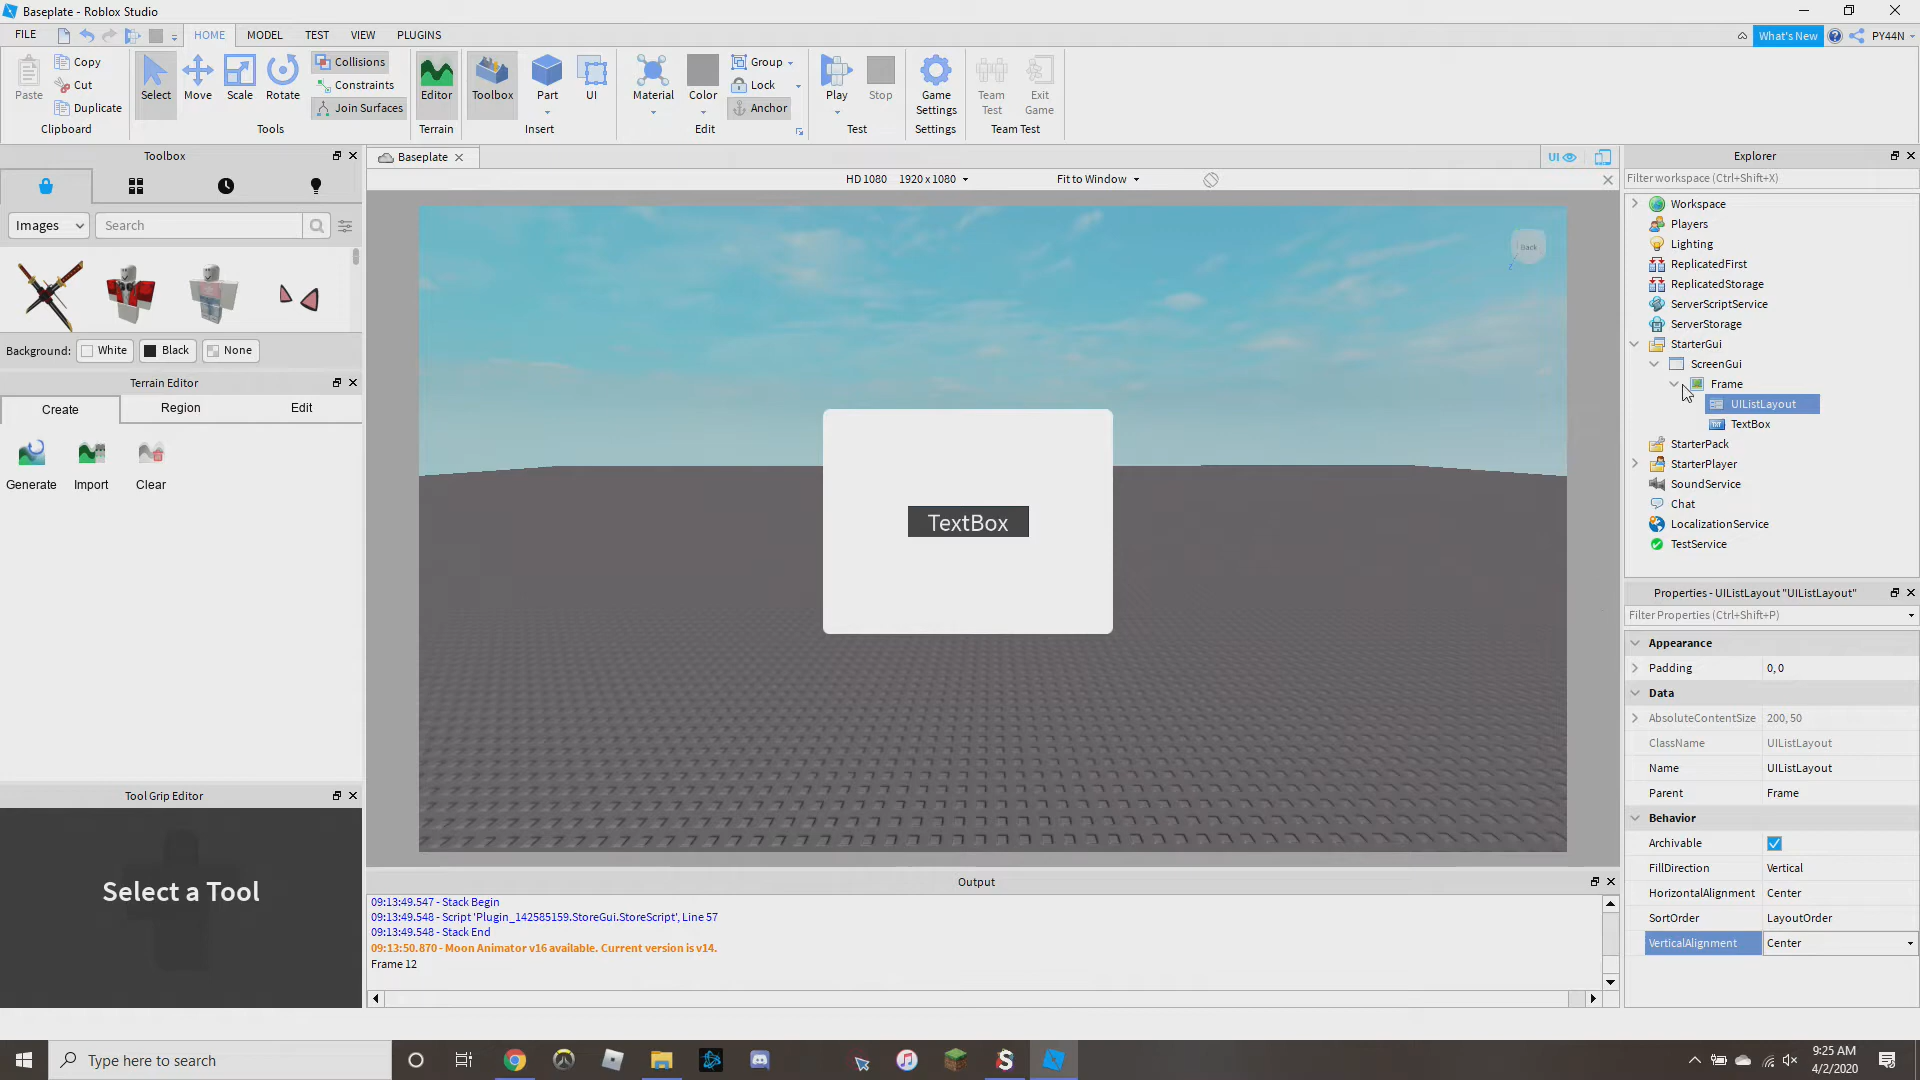 Baseplate - Roblox Studio
FILE HOME MODEL TEST VIEW PLUGINS What's New PY44N
Paste Copy Cut Duplicate Clipboard
Select Move Scale Rotate Collisions Constraints Join Surfaces Tools
Editor Terrain
Toolbox Part UI Insert
Material Color Group Lock Anchor Edit
Play Stop Test
Game Settings Settings
Team Test Exit Game Team Test
Toolbox
Images Search
Background: White Black None
Terrain Editor
Create Region Edit
Generate Import Clear
Tool Grip Editor
Select a Tool
Baseplate UI
HD 1080 1920 x 1080 Fit to Window
Back
TextBox
Output
09:13:49.547 - Stack Begin
09:13:49.548 - Script 'Plugin_142585159.StoreGui.StoreScript', Line 57
09:13:49.548 - Stack End
09:13:50.870 - Moon Animator v16 available. Current version is v14.
Frame 12
Explorer
Filter workspace (Ctrl+Shift+X)
Workspace
Players
Lighting
ReplicatedFirst
ReplicatedStorage
ServerScriptService
ServerStorage
StarterGui
ScreenGui
Frame
UIListLayout
TextBox
StarterPack
StarterPlayer
SoundService
Chat
LocalizationService
TestService
Properties - UIListLayout "UIListLayout"
Filter Properties (Ctrl+Shift+P)
Appearance
Padding 0, 0
Data
AbsoluteContentSize 200, 50
ClassName UIListLayout
Name UIListLayout
Parent Frame
Behavior
Archivable
FillDirection Vertical
HorizontalAlignment Center
SortOrder LayoutOrder
VerticalAlignment Center
Type here to search
9:25 AM
4/2/2020